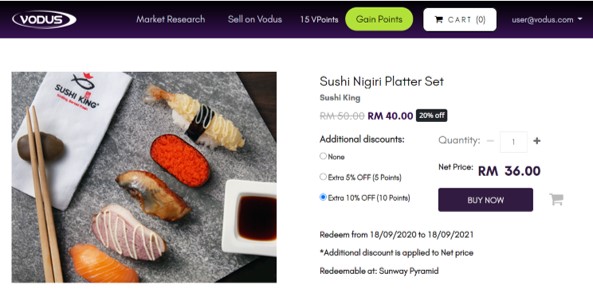 VODUS
Market Research
Sell on Vodus
15 VPoints
Gain Points
CART (0)
user@vodus.com
SUSHI KING
Sushi Nigiri Platter Set
Sushi King
RM 50.00 RM 40.00 20% off
Additional discounts:
None
Extra 5% OFF (5 Points)
Extra 10% OFF (10 Points)
Quantity: − 1 +
Net Price: RM 36.00
BUY NOW
Redeem from 18/09/2020 to 18/09/2021
*Additional discount is applied to Net price
Redeemable at: Sunway Pyramid